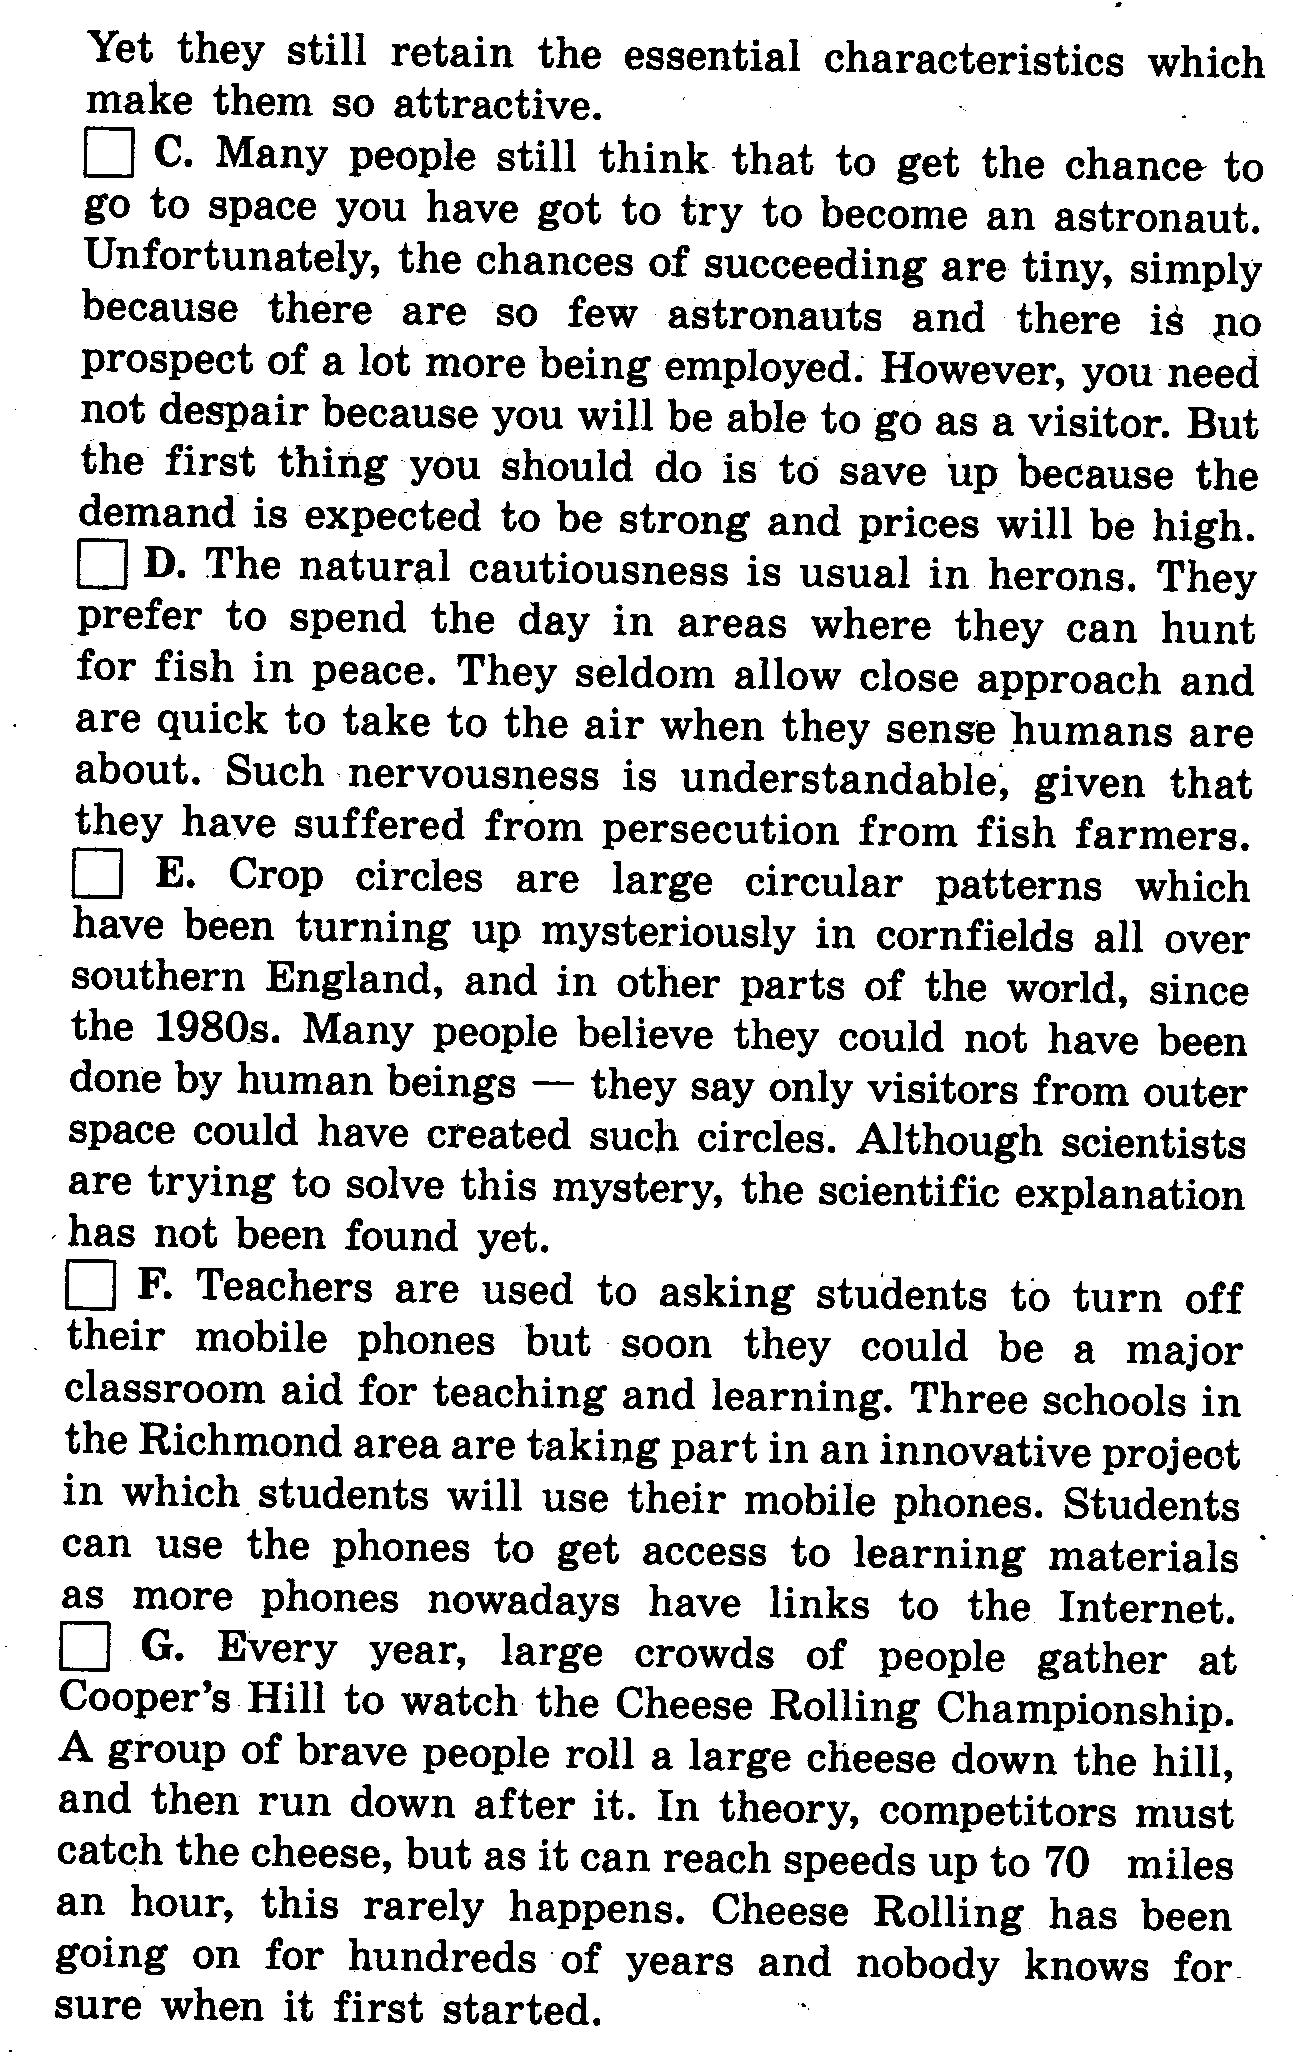 Yet they still retain the essential characteristics which
make them so attractive.
C. Many people still think that to get the chance to
go to space you have got to try to become an astronaut.
Unfortunately, the chances of succeeding are tiny, simply
because there are so few astronauts and there is no
prospect of a lot more being employed. However, you need
not despair because you will be able to go as a visitor. But
the first thing you should do is to save up because the
demand is expected to be strong and prices will be high.
D. The natural cautiousness is usual in herons. They
prefer to spend the day in areas where they can hunt
for fish in peace. They seldom allow close approach and
are quick to take to the air when they sense humans are
about. Such nervousness is understandable, given that
they have suffered from persecution from fish farmers.
E. Crop circles are large circular patterns which
have been turning up mysteriously in cornfields all over
southern England, and in other parts of the world, since
the 1980s. Many people believe they could not have been
done by human beings — they say only visitors from outer
space could have created such circles. Although scientists
are trying to solve this mystery, the scientific explanation
has not been found yet.
F. Teachers are used to asking students to turn off
their mobile phones but soon they could be a major
classroom aid for teaching and learning. Three schools in
the Richmond area are taking part in an innovative project
in which students will use their mobile phones. Students
can use the phones to get access to learning materials
as more phones nowadays have links to the Internet.
G. Every year, large crowds of people gather at
Cooper's Hill to watch the Cheese Rolling Championship.
A group of brave people roll a large cheese down the hill,
and then run down after it. In theory, competitors must
catch the cheese, but as it can reach speeds up to 70 miles
an hour, this rarely happens. Cheese Rolling has been
going on for hundreds of years and nobody knows for
sure when it first started.